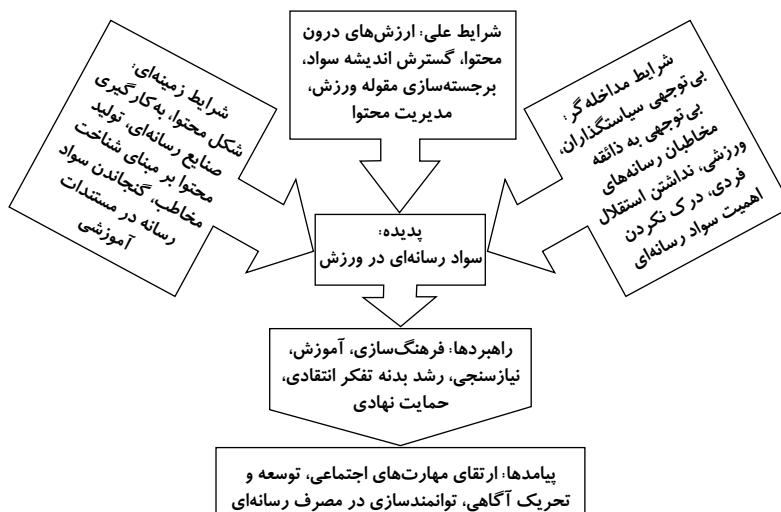 شرایط علی: ارزش‌های درون
محتوا، گسترش اندیشه سواد،
برجسته‌سازی مقوله ورزش،
مدیریت محتوا
شرایط مداخله‌گر:
بی‌توجهی سیاستگذاران،
بی‌توجهی به ذائقه
مخاطبان رسانه‌های
ورزشی، نداشتن استقلال
فردی، درک نکردن
اهمیت سواد رسانه‌ای
شرایط زمینه‌ای:
شکل محتوا، به‌کارگیری
صنایع رسانه‌ای، تولید
محتوا بر مبنای شناخت
مخاطب، گنجاندن سواد
رسانه در مستندات
آموزشی
پدیده:
سواد رسانه‌ای در ورزش
راهبردها: فرهنگ‌سازی، آموزش،
نیازسنجی، رشد بدنه تفکر انتقادی،
حمایت نهادی
پیامدها: ارتقای مهارت‌های اجتماعی، توسعه و
تحریک آگاهی، توانمندسازی در مصرف رسانه‌ای